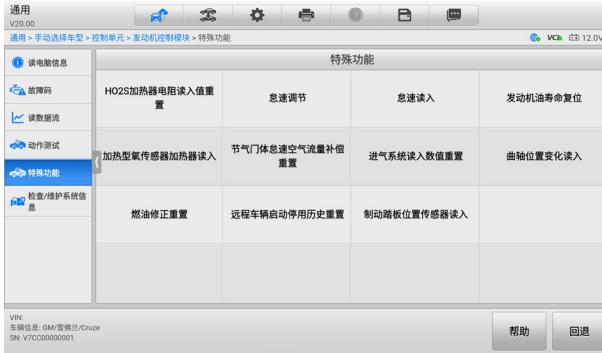 通用
V20.00
通用 > 手动选择车型 > 控制单元 > 发动机控制模块 > 特殊功能
VCI
12.0V
读电脑信息
故障码
读数据流
动作测试
特殊功能
检查/维护系统信
息
特殊功能
HO2S加热器电阻读入值重
置
怠速调节
怠速读入
发动机油寿命复位
加热型氧传感器加热器读入
节气门体怠速空气流量补偿
重置
进气系统读入数值重置
曲轴位置变化读入
燃油修正重置
远程车辆启动停用历史重置
制动踏板位置传感器读入
VIN:
车辆信息: GM/雪佛兰/Cruze
SN: V7CC00000001
帮助
回退